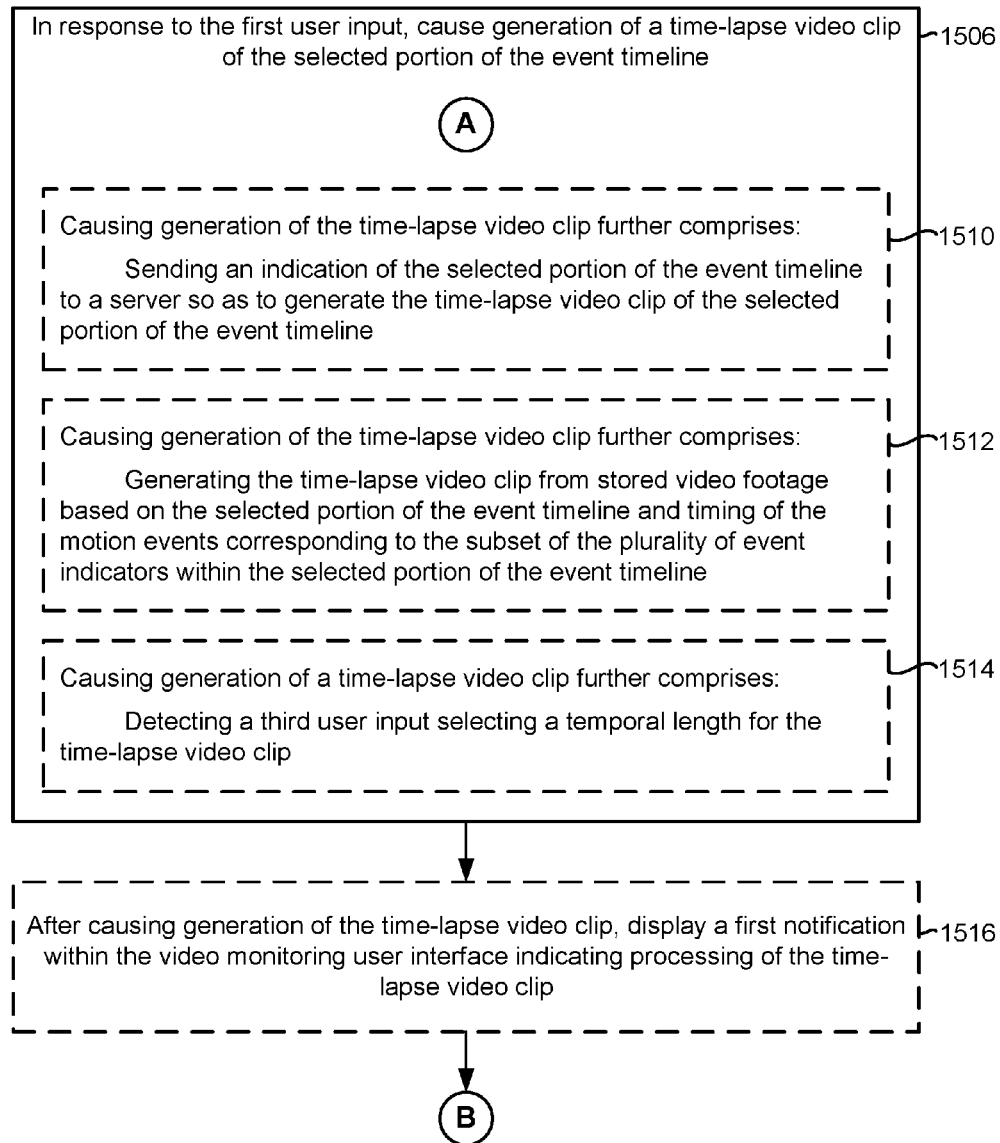 In response to the first user input, cause generation of a time-lapse video clip
of the selected portion of the event timeline
1506
A
Causing generation of the time-lapse video clip further comprises:
Sending an indication of the selected portion of the event timeline
to a server so as to generate the time-lapse video clip of the selected
portion of the event timeline
1510
Causing generation of the time-lapse video clip further comprises:
Generating the time-lapse video clip from stored video footage
based on the selected portion of the event timeline and timing of the
motion events corresponding to the subset of the plurality of event
indicators within the selected portion of the event timeline
1512
Causing generation of a time-lapse video clip further comprises:
Detecting a third user input selecting a temporal length for the
time-lapse video clip
1514
After causing generation of the time-lapse video clip, display a first notification
within the video monitoring user interface indicating processing of the time-
lapse video clip
1516
B